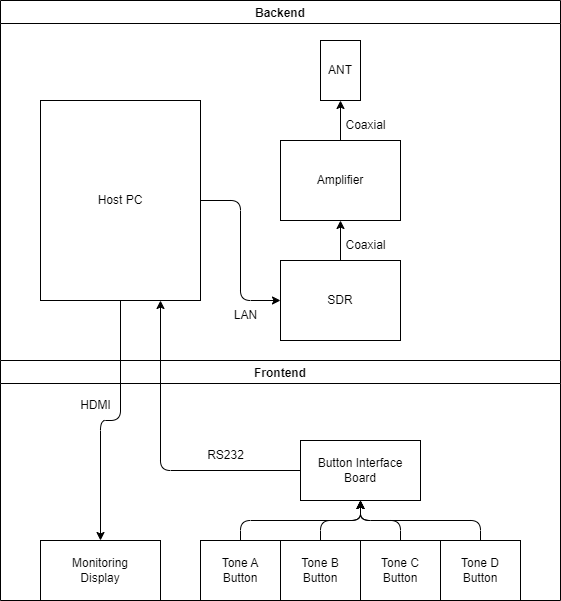 Backend
ANT
Coaxial
Amplifier
Host PC
Coaxial
SDR
LAN
Frontend
HDMI
RS232
Button Interface
Board
Monitoring
Display
Tone A
Button
Tone B
Button
Tone C
Button
Tone D
Button